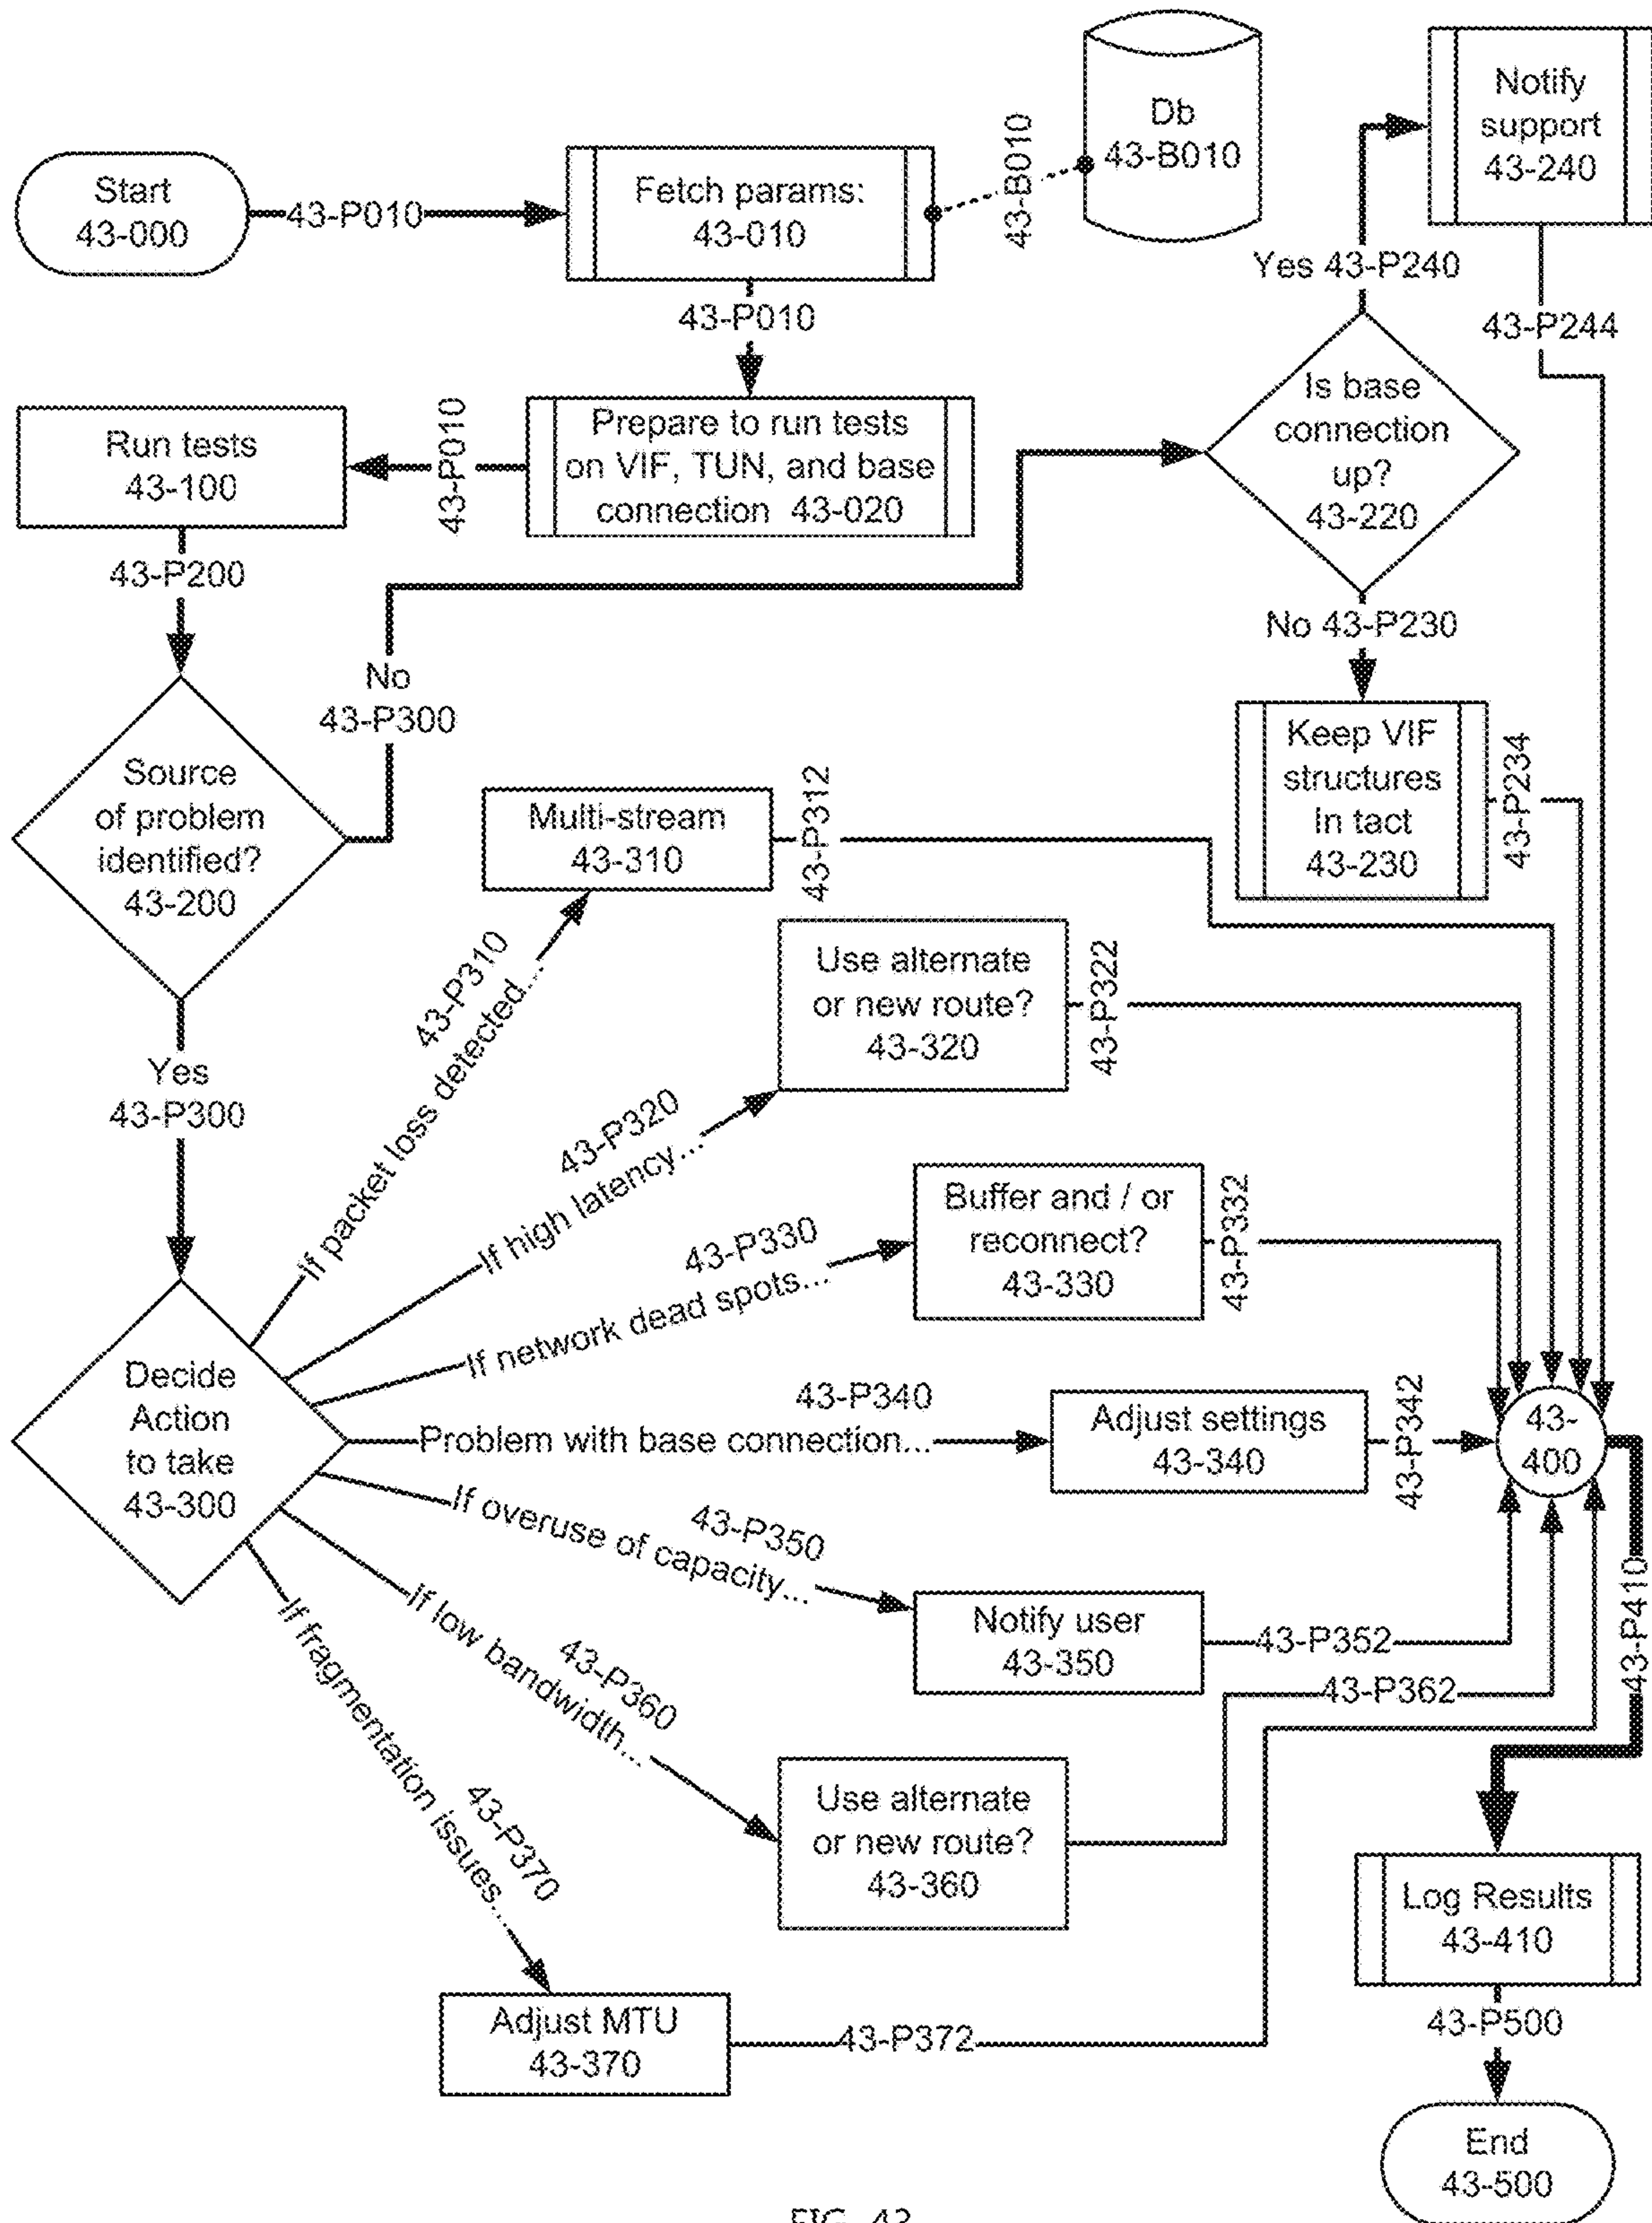 Start
43-000
43-P010
Fetch params:
43-010
43-B010
Db
43-B010
Notify
support
43-240
Yes 43-P240
43-P244
43-P010
Is base
connection
up?
43-220
Run tests
43-100
43-P010
Prepare to run tests
on VIF, TUN, and base
connection 43-020
43-P200
No
43-P300
No 43-P230
Keep VIF
structures
In tact
43-230
43-P234
Source
of problem
identified?
43-200
Multi-stream
43-310
43-P312
43-P310
If packet loss detected...
Use alternate
or new route?
43-320
43-P322
Yes
43-P300
43-P320
If high latency...
Buffer and / or
reconnect?
43-330
43-P332
43-P330
If network dead spots...
Decide
Action
to take
43-300
43-P340
Problem with base connection...
Adjust settings
43-340
43-P342
43-
400
43-P350
If overuse of capacity...
Notify user
43-350
43-P352
43-P410
43-P360
If low bandwidth...
43-P362
Use alternate
or new route?
43-360
43-P370
If fragmentation issues...
Log Results
43-410
Adjust MTU
43-370
43-P372
43-P500
End
43-500
FIG. 43